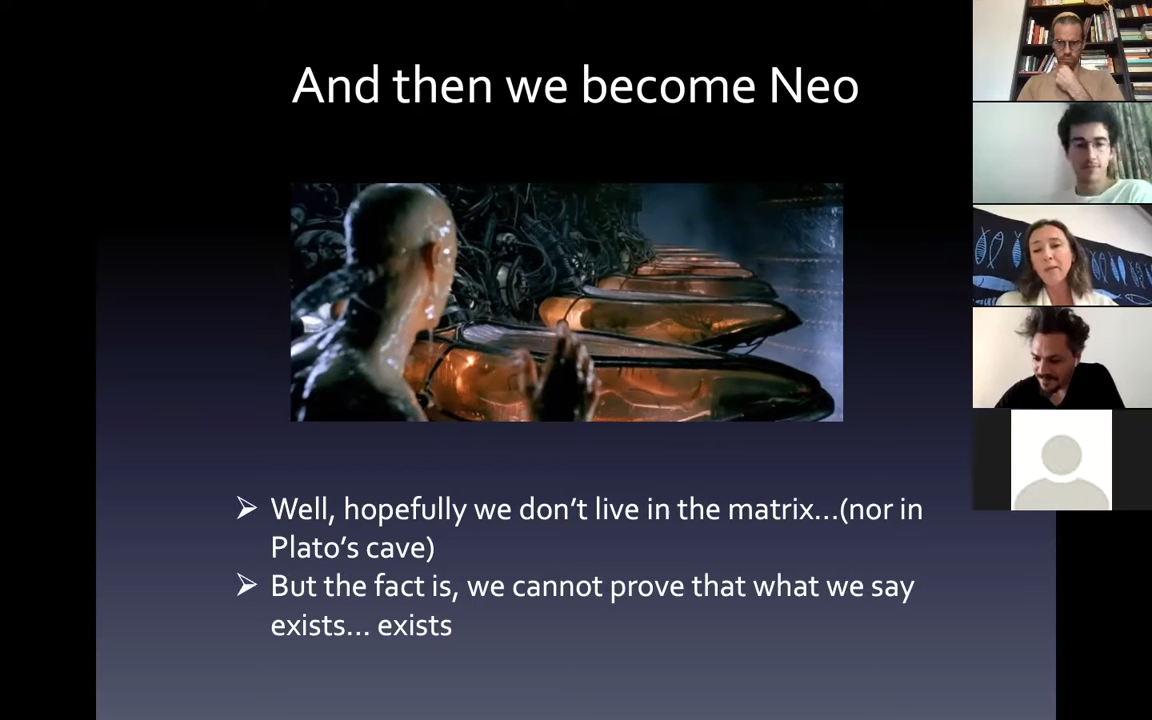 And then we become Neo
Well, hopefully we don't live in the matrix...(nor in
Plato's cave)
But the fact is, we cannot prove that what we say
exists... exists